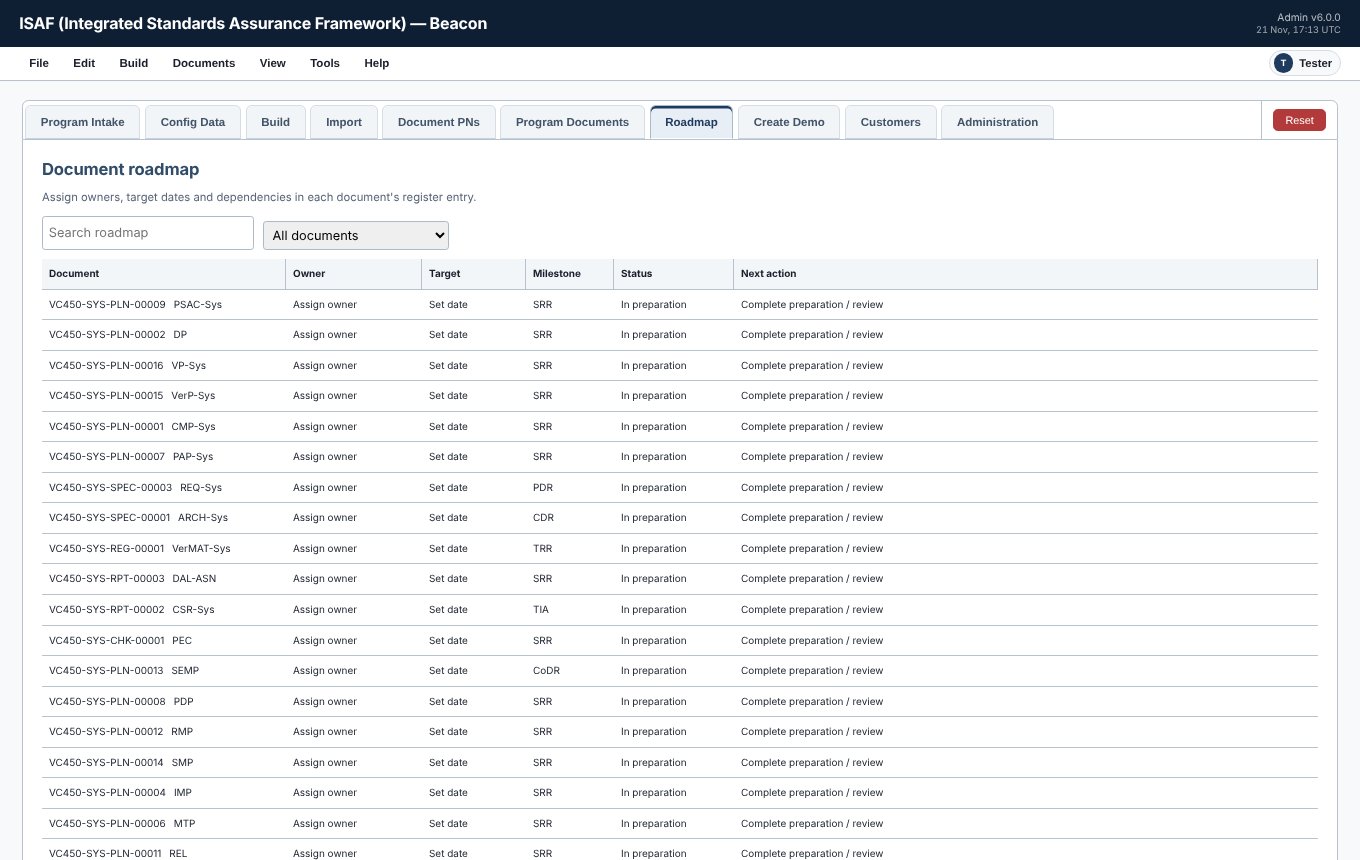 ISAF (Integrated Standards Assurance Framework) — Beacon
Admin v6.0.0
21 Nov, 17:13 UTC
File Edit Build Documents View Tools Help
T Tester
Program Intake Config Data Build Import Document PNs Program Documents Roadmap Create Demo Customers Administration Reset
Document roadmap
Assign owners, target dates and dependencies in each document's register entry.
Search roadmap All documents
Document Owner Target Milestone Status Next action
VC450-SYS-PLN-00009 PSAC-Sys Assign owner Set date SRR In preparation Complete preparation / review
VC450-SYS-PLN-00002 DP Assign owner Set date SRR In preparation Complete preparation / review
VC450-SYS-PLN-00016 VP-Sys Assign owner Set date SRR In preparation Complete preparation / review
VC450-SYS-PLN-00015 VerP-Sys Assign owner Set date SRR In preparation Complete preparation / review
VC450-SYS-PLN-00001 CMP-Sys Assign owner Set date SRR In preparation Complete preparation / review
VC450-SYS-PLN-00007 PAP-Sys Assign owner Set date SRR In preparation Complete preparation / review
VC450-SYS-SPEC-00003 REQ-Sys Assign owner Set date PDR In preparation Complete preparation / review
VC450-SYS-SPEC-00001 ARCH-Sys Assign owner Set date CDR In preparation Complete preparation / review
VC450-SYS-REG-00001 VerMAT-Sys Assign owner Set date TRR In preparation Complete preparation / review
VC450-SYS-RPT-00003 DAL-ASN Assign owner Set date SRR In preparation Complete preparation / review
VC450-SYS-RPT-00002 CSR-Sys Assign owner Set date TIA In preparation Complete preparation / review
VC450-SYS-CHK-00001 PEC Assign owner Set date SRR In preparation Complete preparation / review
VC450-SYS-PLN-00013 SEMP Assign owner Set date CoDR In preparation Complete preparation / review
VC450-SYS-PLN-00008 PDP Assign owner Set date SRR In preparation Complete preparation / review
VC450-SYS-PLN-00012 RMP Assign owner Set date SRR In preparation Complete preparation / review
VC450-SYS-PLN-00014 SMP Assign owner Set date SRR In preparation Complete preparation / review
VC450-SYS-PLN-00004 IMP Assign owner Set date SRR In preparation Complete preparation / review
VC450-SYS-PLN-00006 MTP Assign owner Set date SRR In preparation Complete preparation / review
VC450-SYS-PLN-00011 REL Assign owner Set date SRR In preparation Complete preparation / review